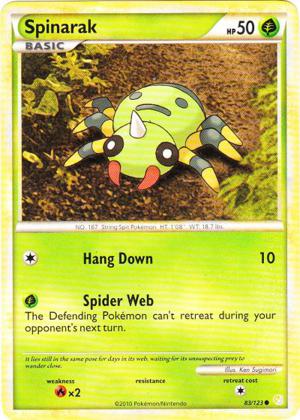 Spinarak
HP 50
BASIC
NO. 167 String Spit Pokémon HT: 1'08" WT: 18.7 lbs.
Hang Down 10
Spider Web
The Defending Pokémon can't retreat during your
opponent's next turn.
It lies still in the same pose for days in its web, waiting for its unsuspecting prey to
wander close.
Illus. Ken Sugimori
weakness resistance retreat cost
×2
83/123
©2010 Pokémon/Nintendo